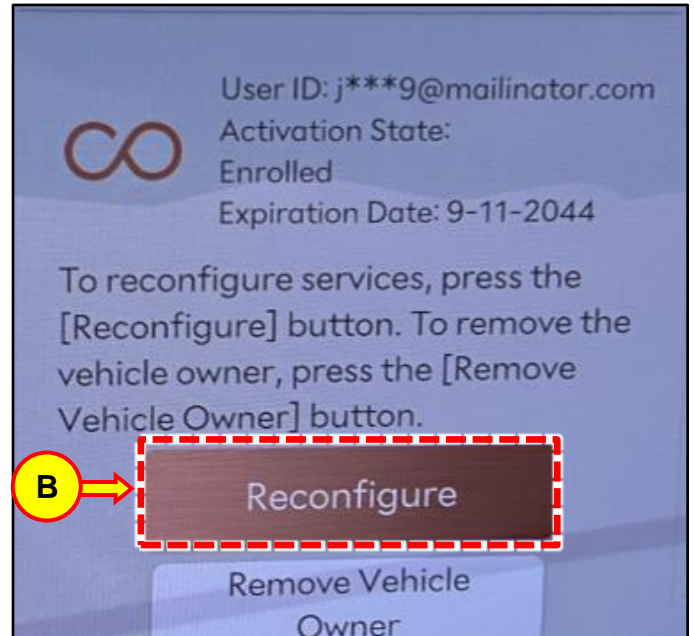 User ID: j***9@mailinator.com
Activation State:
Enrolled
Expiration Date: 9-11-2044
To reconfigure services, press the
[Reconfigure] button. To remove the
vehicle owner, press the [Remove
Vehicle Owner] button.
B
Reconfigure
Remove Vehicle
Owner